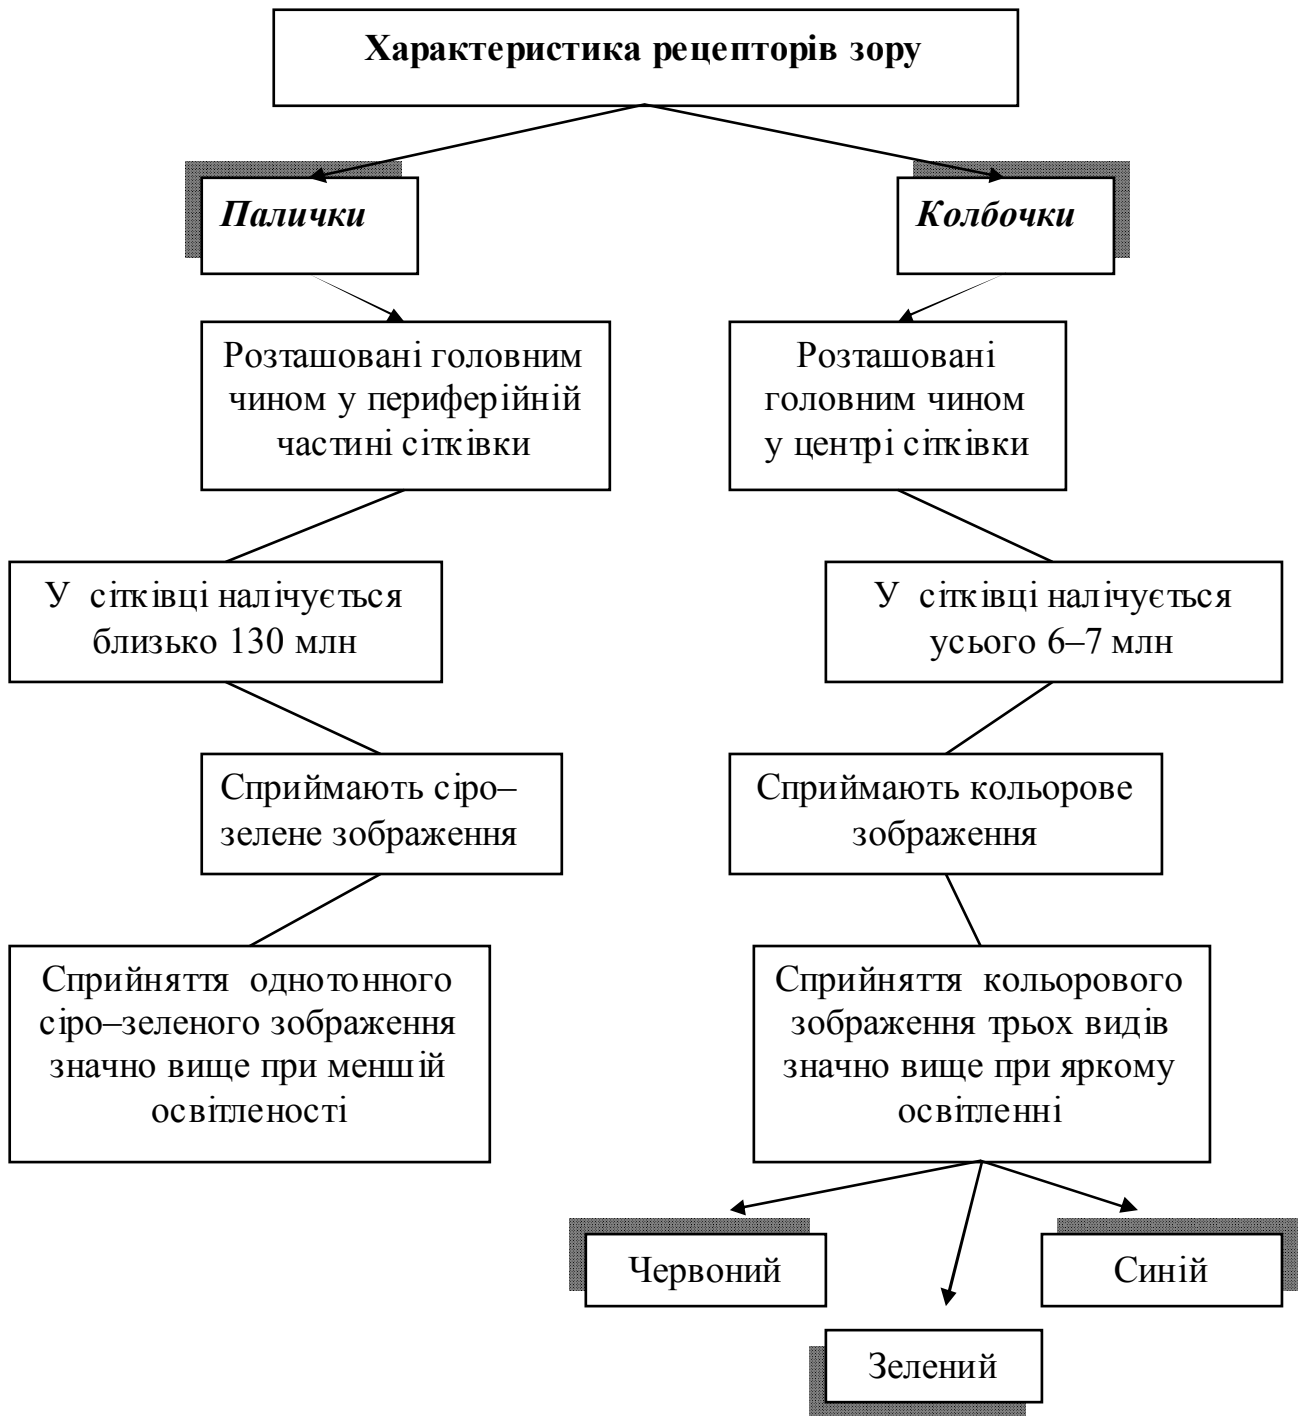 Характеристика рецепторів зору
Палички
Колбочки
Розташовані головним
чином у периферійній
частині сітківки
Розташовані
головним чином
у центрі сітківки
У сітківці налічується
близько 130 млн
У сітківці налічується
усього 6–7 млн
Сприймають сіро–
зелене зображення
Сприймають кольорове
зображення
Сприйняття однотонного
сіро–зеленого зображення
значно вище при меншій
освітленості
Сприйняття кольорового
зображення трьох видів
значно вище при яркому
освітленні
Червоний
Синій
Зелений